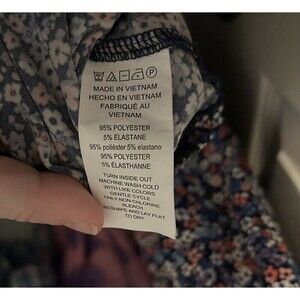 MADE IN VIETNAM
HECHO EN VIETNAM
FABRIQUÉ AU
VIETNAM
95% POLYESTER
5% ELASTANE
95% poliéster 5% elastano
95% POLYESTER
5% ÉLASTHANNE
TURN INSIDE OUT
MACHINE WASH COLD
WITH LIKE COLORS
GENTLE CYCLE
ONLY NON-CHLORINE
BLEACH
RESHAPE AND LAY FLAT
TO DRY